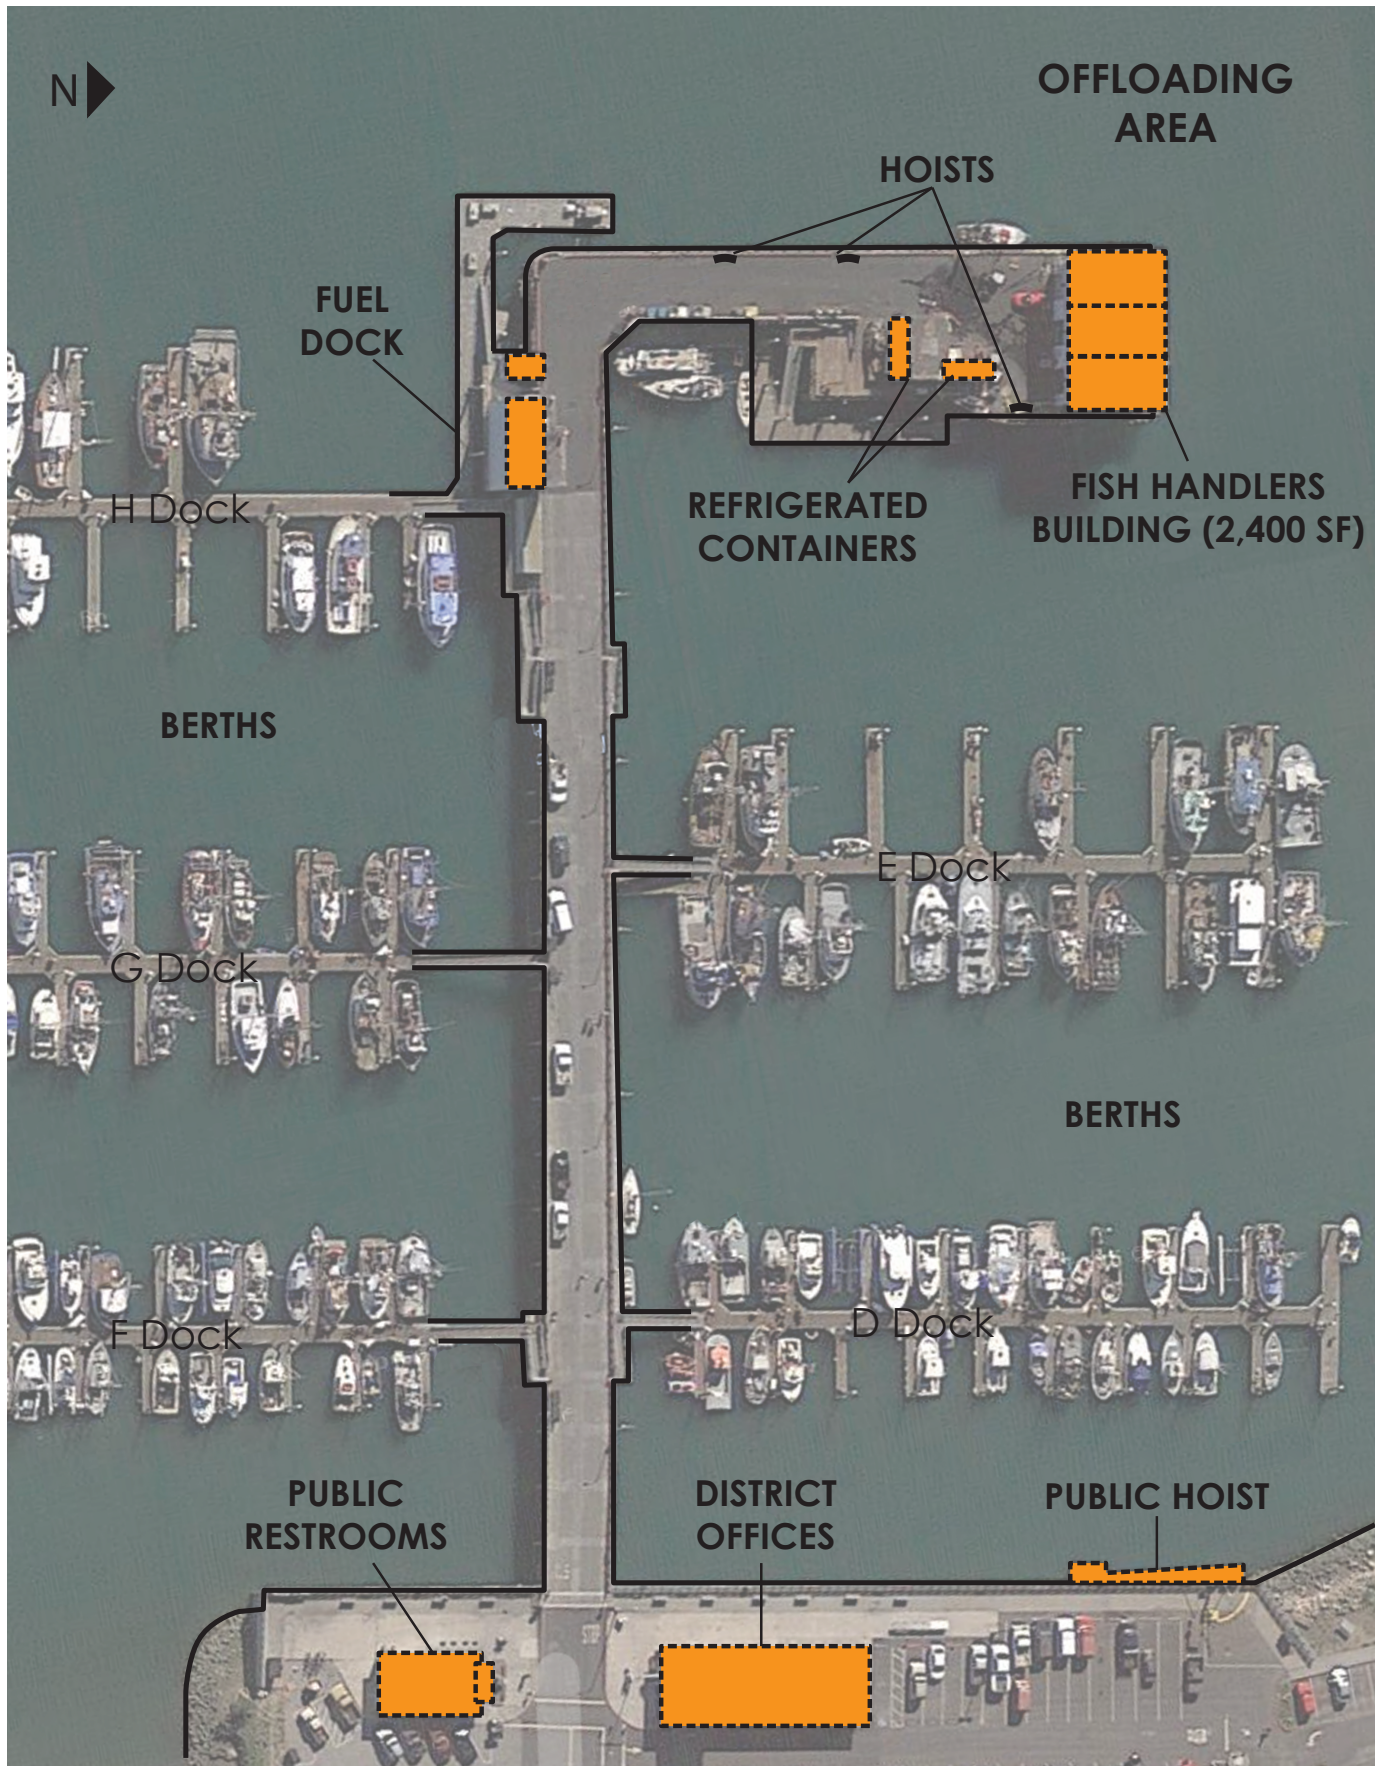 N
OFFLOADING
AREA
HOISTS
FUEL
DOCK
H Dock
REFRIGERATED
CONTAINERS
FISH HANDLERS
BUILDING (2,400 SF)
BERTHS
E Dock
G Dock
BERTHS
F Dock
D Dock
PUBLIC
RESTROOMS
DISTRICT
OFFICES
PUBLIC HOIST